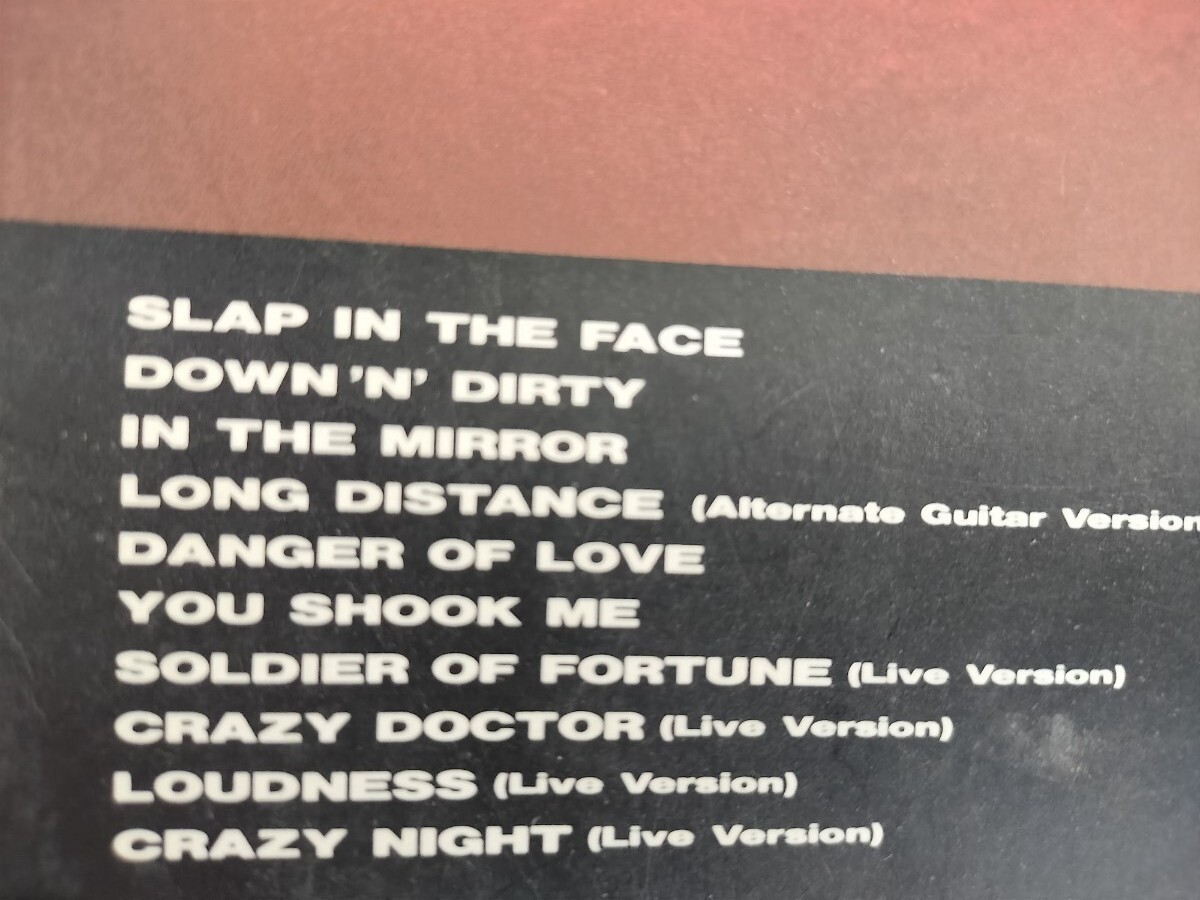 SLAP IN THE FACE
DOWN 'N' DIRTY
IN THE MIRROR
LONG DISTANCE (Alternate Guitar Version
DANGER OF LOVE
YOU SHOOK ME
SOLDIER OF FORTUNE (Live Version)
CRAZY DOCTOR (Live Version)
LOUDNESS (Live Version)
CRAZY NIGHT (Live Version)